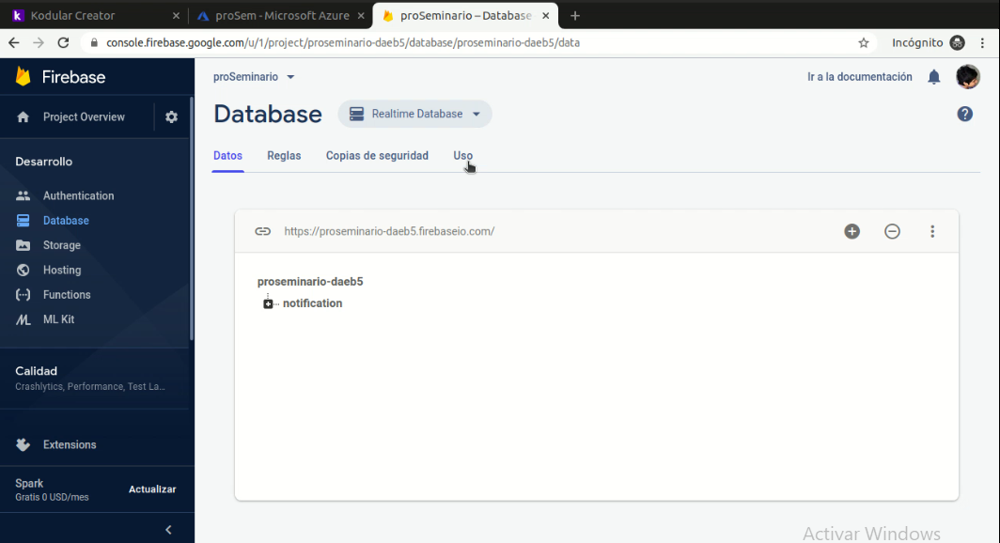 Kodular Creator
proSem - Microsoft Azure
proSeminario – Database
console.firebase.google.com/u/1/project/proseminario-daeb5/database/proseminario-daeb5/data
Incógnito
Firebase
proSeminario
Ir a la documentación
Project Overview
Database
Realtime Database
Desarrollo
Datos
Reglas
Copias de seguridad
Uso
Authentication
Database
Storage
Hosting
Functions
ML Kit
https://proseminario-daeb5.firebaseio.com/
proseminario-daeb5
notification
Calidad
Crashlytics, Performance, Test La...
Extensions
Spark
Gratis 0 USD/mes
Actualizar
Activar Windows